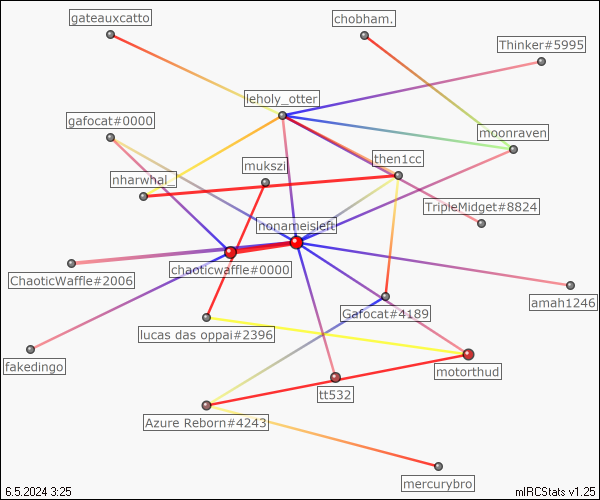 gateauxcatto
chobham.
Thinker#5995
leholy_otter
gafocat#0000
moonraven
mukszi
then1cc
nharwhal_
TripleMidget#8824
nonameisleft
chaoticwaffle#0000
ChaoticWaffle#2006
amah1246
Gafocat#4189
lucas das oppai#2396
fakedingo
motorthud
tt532
Azure Reborn#4243
mercurybro
6.5.2024 3:25
mIRCStats v1.25